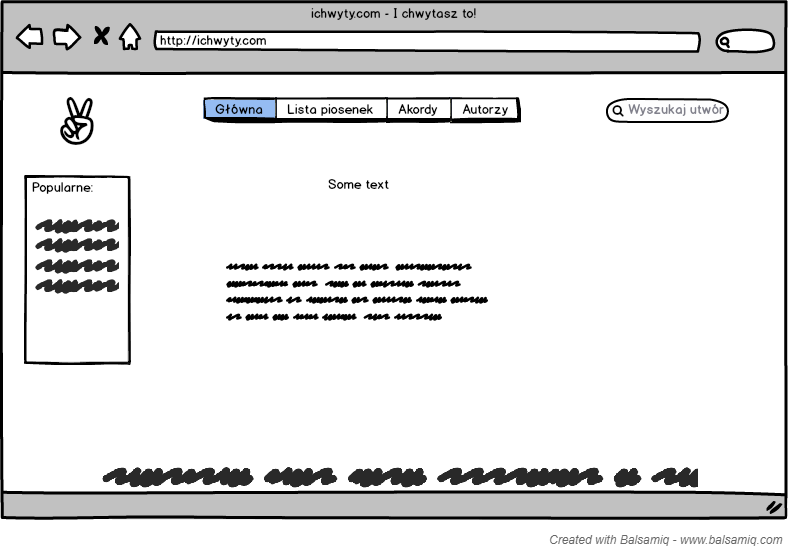 ichwyty.com - I chwytasz to!
http://ichwyty.com
Główna Lista piosenek Akordy Autorzy
Wyszukaj utwór
Popularne:
Some text
Created with Balsamiq - www.balsamiq.com